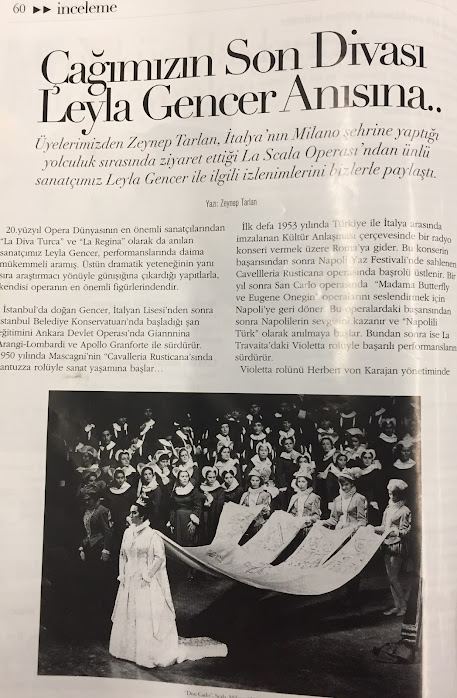 60 ▸▸ inceleme
Çağımızın Son Divası
Leyla Gencer Anısına..
Üyelerimizden Zeynep Tarlan, İtalya'nın Milano şehrine yaptığı
yolculuk sırasında ziyaret ettiği La Scala Operası'ndan ünlü
sanatçımız Leyla Gencer ile ilgili izlenimlerini bizlerle paylaştı.
Yazı: Zeynep Tarlan
20.yüzyıl Opera Dünyasının en önemli sanatçılarından
"La Diva Turca" ve "La Regina" olarak da anılan
sanatçımız Leyla Gencer, performanslarında daima
mükemmeli aramış. Üstün dramatik yeteneğinin yanı
sıra araştırmacı yönüyle günışığına çıkardığı yapıtlarla,
kendisi operanın en önemli figürlerindendir.
İstanbul'da doğan Gencer, İtalyan Lisesi'nden sonra
İstanbul Belediye Konservatuarı'nda başladığı şan
eğitimini Ankara Devlet Operası'nda Giannnina
Arangi-Lombardi ve Apollo Granforte ile sürdürür.
1950 yılında Mascagni'nin "Cavalleria Rusticana'sında
Santuzza rolüyle sanat yaşamına başlar…
İlk defa 1953 yılında Türkiye ile İtalya arasında
imzalanan Kültür Anlaşması çerçevesinde bir radyo
konseri vermek üzere Roma'ya gider. Bu konserin
başarısından sonra Napoli Yaz Festivali'nde sahnelenen
Cavellleria Rusticana operasında başrolü üstlenir. Bir
yıl sonra San Carlo operasında "Madama Butterfly
ve Eugene Onegin" operalarını seslendirmek için
Napoli'ye geri döner. Bu operalardaki başarısından
sonra Napolilerin sevgisini kazanır ve "Napolili
Türk" olarak anılmaya başlar. Bundan sonra ise La
Travaita'daki Violetta rolüyle başarılı performanslarını
sürdürür.
Violetta rolünü Herbert von Karajan yönetiminde
"Don Carlo",